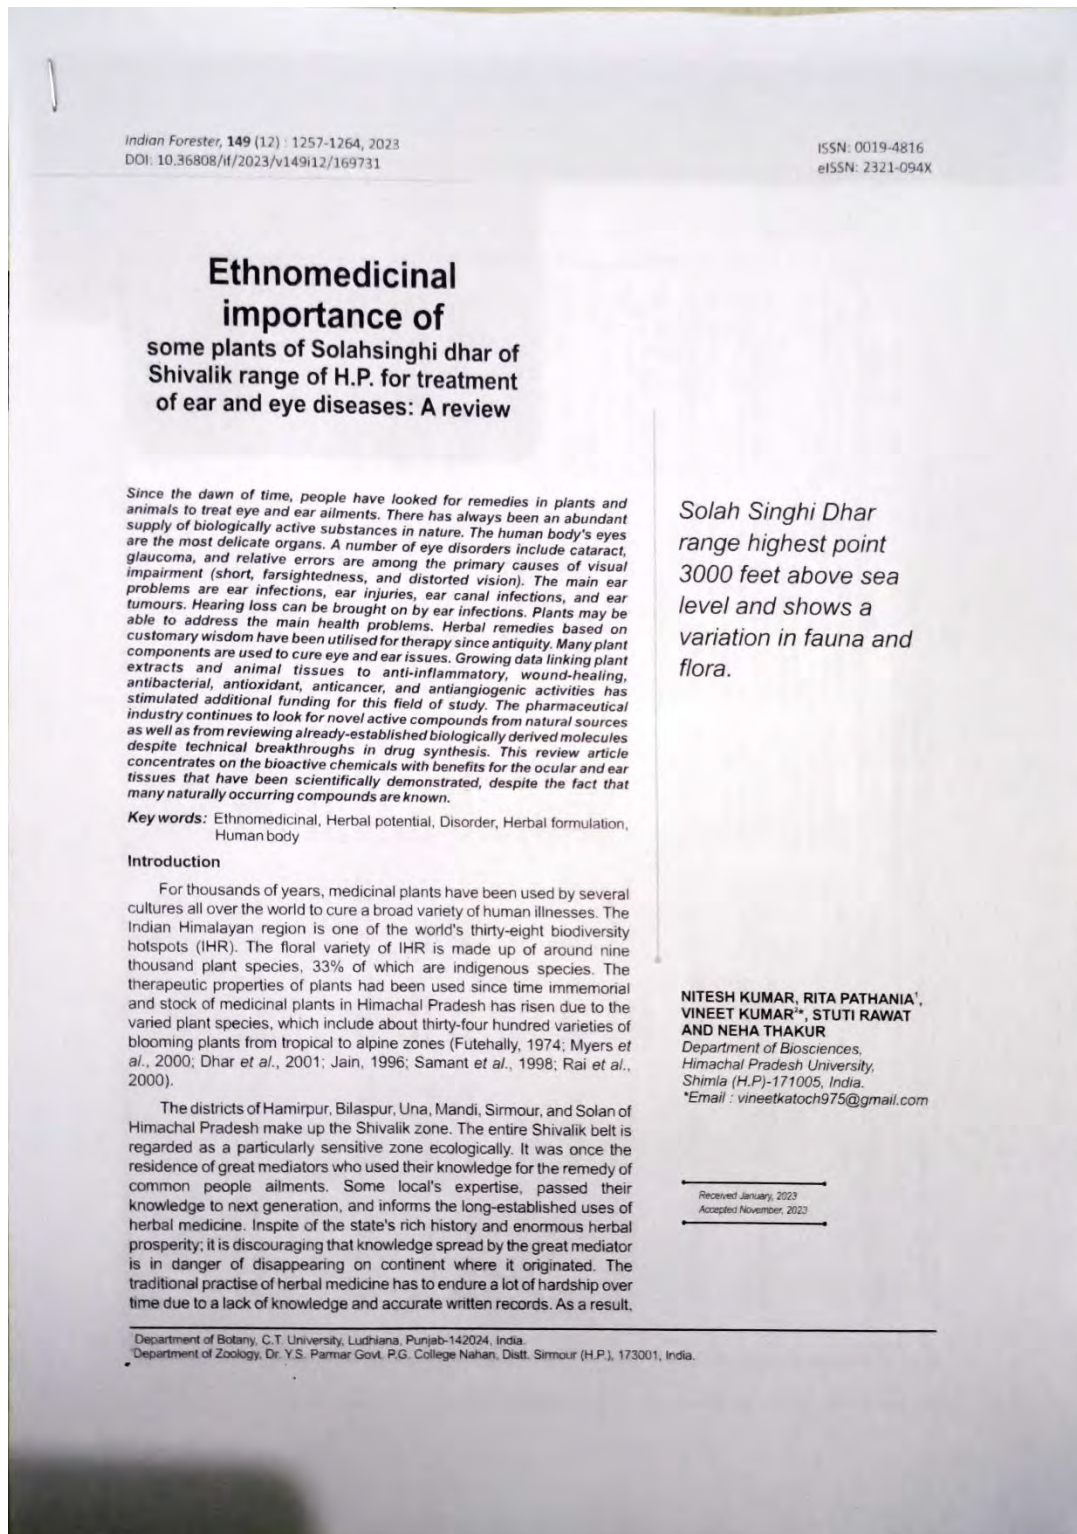 Indian Forester, 149 (12) : 1257-1264, 2023
DOI: 10.36808/if/2023/v149i12/169731
ISSN: 0019-4816
eISSN: 2321-094X
Ethnomedicinal
importance of
some plants of Solahsinghi dhar of
Shivalik range of H.P. for treatment
of ear and eye diseases: A review
Since the dawn of time, people have looked for remedies in plants and
animals to treat eye and ear ailments. There has always been an abundant
supply of biologically active substances in nature. The human body's eyes
are the most delicate organs. A number of eye disorders include cataract,
glaucoma, and relative errors are among the primary causes of visual
impairment (short, farsightedness, and distorted vision). The main ear
problems are ear infections, ear injuries, ear canal infections, and ear
tumours. Hearing loss can be brought on by ear infections. Plants may be
able to address the main health problems. Herbal remedies based on
customary wisdom have been utilised for therapy since antiquity. Many plant
components are used to cure eye and ear issues. Growing data linking plant
extracts and animal tissues to anti-inflammatory, wound-healing,
antibacterial, antioxidant, anticancer, and antiangiogenic activities has
stimulated additional funding for this field of study. The pharmaceutical
industry continues to look for novel active compounds from natural sources
as well as from reviewing already-established biologically derived molecules
despite technical breakthroughs in drug synthesis. This review article
concentrates on the bioactive chemicals with benefits for the ocular and ear
tissues that have been scientifically demonstrated, despite the fact that
many naturally occurring compounds are known.
Key words: Ethnomedicinal, Herbal potential, Disorder, Herbal formulation,
Human body
Introduction
For thousands of years, medicinal plants have been used by several
cultures all over the world to cure a broad variety of human illnesses. The
Indian Himalayan region is one of the world's thirty-eight biodiversity
hotspots (IHR). The floral variety of IHR is made up of around nine
thousand plant species, 33% of which are indigenous species. The
therapeutic properties of plants had been used since time immemorial
and stock of medicinal plants in Himachal Pradesh has risen due to the
varied plant species, which include about thirty-four hundred varieties of
blooming plants from tropical to alpine zones (Futehally, 1974; Myers et
al., 2000; Dhar et al., 2001; Jain, 1996; Samant et al., 1998; Rai et al.,
2000).
The districts of Hamirpur, Bilaspur, Una, Mandi, Sirmour, and Solan of
Himachal Pradesh make up the Shivalik zone. The entire Shivalik belt is
regarded as a particularly sensitive zone ecologically. It was once the
residence of great mediators who used their knowledge for the remedy of
common people ailments. Some local's expertise, passed their
knowledge to next generation, and informs the long-established uses of
herbal medicine. Inspite of the state's rich history and enormous herbal
prosperity; it is discouraging that knowledge spread by the great mediator
is in danger of disappearing on continent where it originated. The
traditional practise of herbal medicine has to endure a lot of hardship over
time due to a lack of knowledge and accurate written records. As a result,
Solah Singhi Dhar
range highest point
3000 feet above sea
level and shows a
variation in fauna and
flora.
NITESH KUMAR, RITA PATHANIA¹,
VINEET KUMAR²*, STUTI RAWAT
AND NEHA THAKUR
Department of Biosciences,
Himachal Pradesh University,
Shimla (H.P)-171005, India.
*Email : vineetkatoch975@gmail.com
Received January, 2023
Accepted November, 2023
Department of Botany, C.T. University, Ludhiana, Punjab-142024, India.
Department of Zoology, Dr. Y.S. Parmar Govt. P.G. College Nahan, Distt. Sirmour (H.P.), 173001, India.